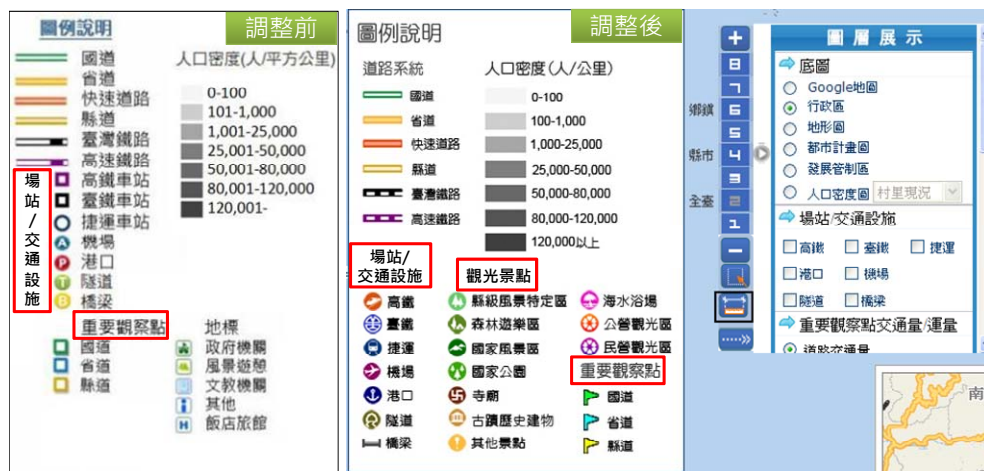 圖例說明
調整前
國道
省道
快速道路
縣道
臺灣鐵路
高速鐵路
高鐵車站
臺鐵車站
捷運車站
機場
港口
隧道
橋梁
場站/交通設施
人口密度(人/平方公里)
0-100
101-1,000
1,001-25,000
25,001-50,000
50,001-80,000
80,001-120,000
120,001-
重要觀察點
國道
省道
縣道
地標
政府機關
風景遊憩
文教機關
其他
飯店旅館
圖例說明
調整後
道路系統
國道
省道
快速道路
縣道
臺灣鐵路
高速鐵路
人口密度(人/公里)
0-100
100-1,000
1,000-25,000
25,000-50,000
50,000-80,000
80,000-120,000
120,000以上
場站/
交通設施
高鐵
臺鐵
捷運
機場
港口
隧道
橋梁
觀光景點
縣級風景特定區
森林遊樂區
國家風景區
國家公園
寺廟
古蹟歷史建物
其他景點
海水浴場
公營觀光區
民營觀光區
重要觀察點
國道
省道
縣道
鄉鎮
縣市
全臺
8
7
6
5
4
3
2
1
圖層展示
底圖
Google地圖
行政區
地形圖
都市計畫圖
發展管制區
人口密度圖 村里現況
場站/交通設施
高鐵 臺鐵 捷運
港口 機場
隧道 橋梁
重要觀察點交通量/運量
道路交通量
南